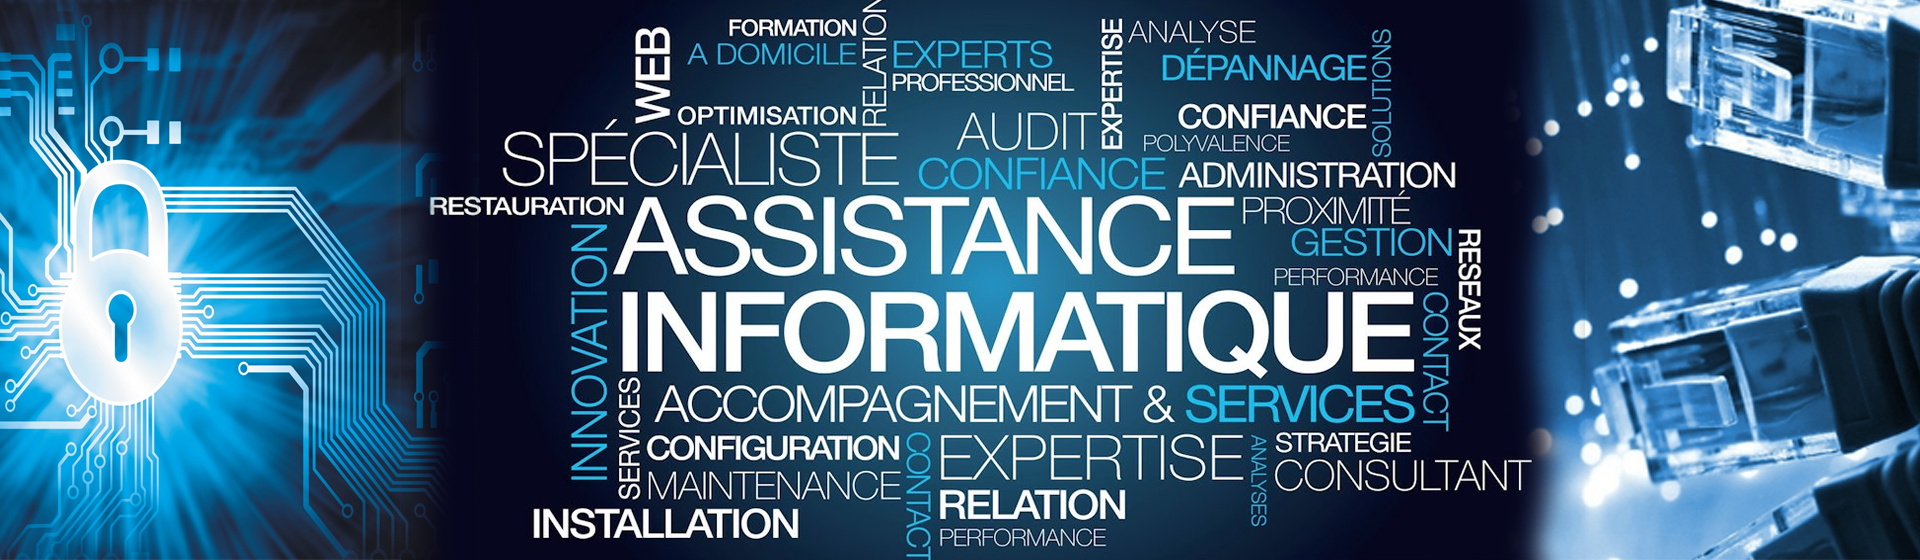 WEB
FORMATION
A DOMICILE
RELATION
EXPERTS
PROFESSIONNEL
EXPERTISE
ANALYSE
DÉPANNAGE
SOLUTIONS
OPTIMISATION
AUDIT
CONFIANCE
POLYVALENCE
SPÉCIALISTE
CONFIANCE
ADMINISTRATION
RESTAURATION
ASSISTANCE
PROXIMITÉ
GESTION
RESEAUX
PERFORMANCE
INNOVATION
INFORMATIQUE
CONTACT
SERVICES
ACCOMPAGNEMENT & SERVICES
CONFIGURATION
CONTACT
EXPERTISE
ANALYSES
STRATEGIE
MAINTENANCE
CONSULTANT
RELATION
INSTALLATION
PERFORMANCE